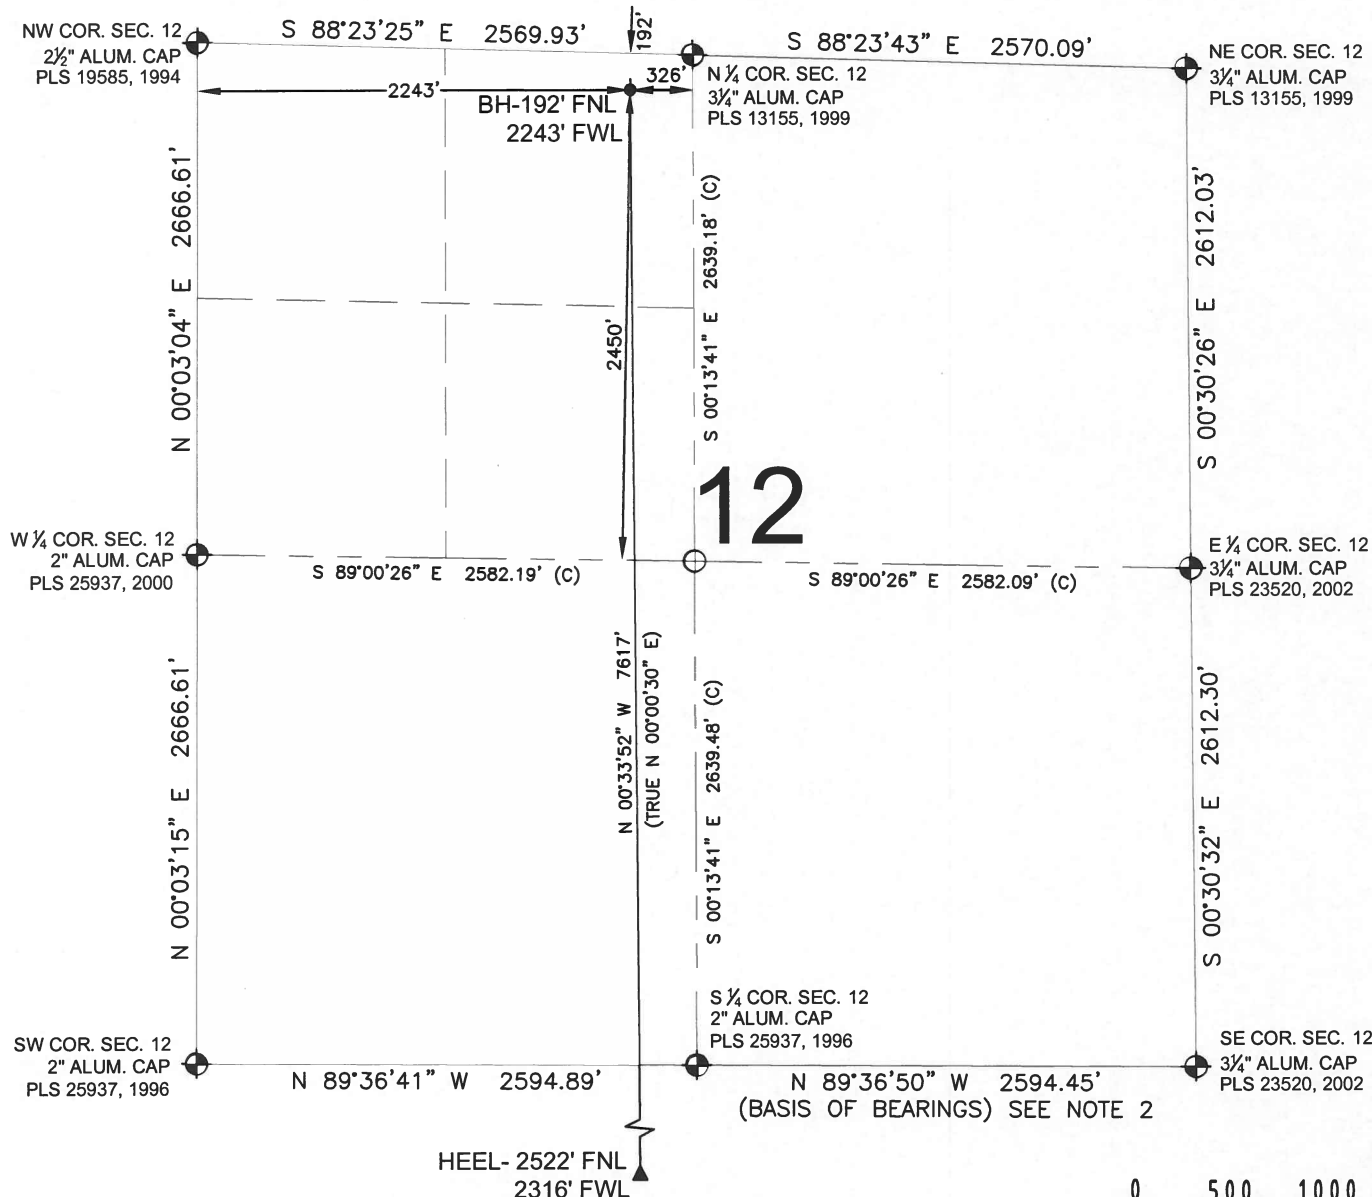 NW COR. SEC. 12
2½" ALUM. CAP
PLS 19585, 1994
S 88°23'25" E 2569.93'
192'
S 88°23'43" E 2570.09'
NE COR. SEC. 12
3¼" ALUM. CAP
PLS 13155, 1999
N ¼ COR. SEC. 12
3¼" ALUM. CAP
PLS 13155, 1999
2243'
326'
BH-192' FNL
2243' FWL
N 00°03'04" E 2666.61'
2450'
S 00°13'41" E 2639.18' (C)
S 00°30'26" E 2612.03'
12
W ¼ COR. SEC. 12
2" ALUM. CAP
PLS 25937, 2000
S 89°00'26" E 2582.19' (C)
S 89°00'26" E 2582.09' (C)
E ¼ COR. SEC. 12
3¼" ALUM. CAP
PLS 23520, 2002
N 00°03'15" E 2666.61'
N 00°33'52" W 7617'
(TRUE N 00°00'30" E)
S 00°13'41" E 2639.48' (C)
S 00°30'32" E 2612.30'
S ¼ COR. SEC. 12
2" ALUM. CAP
PLS 25937, 1996
SW COR. SEC. 12
2" ALUM. CAP
PLS 25937, 1996
N 89°36'41" W 2594.89'
N 89°36'50" W 2594.45'
(BASIS OF BEARINGS) SEE NOTE 2
SE COR. SEC. 12
3¼" ALUM. CAP
PLS 23520, 2002
HEEL- 2522' FNL
2316' FWL
0 500 1000